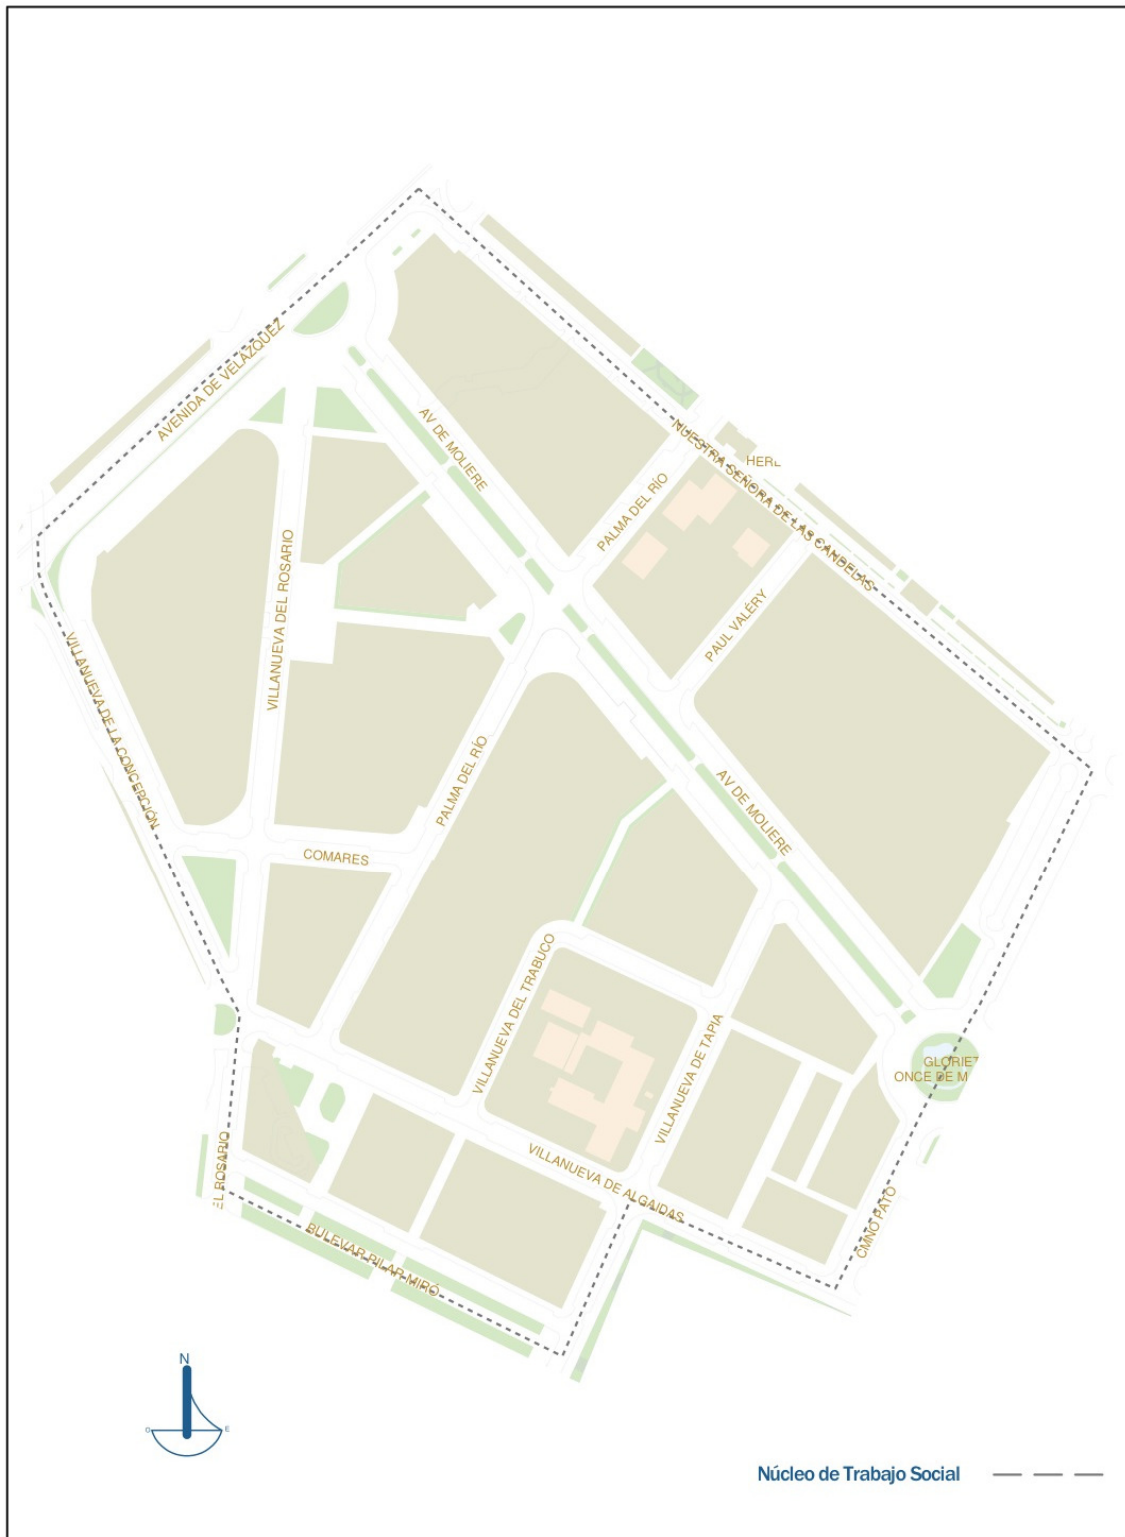 AVENIDA DE VELÁZQUEZ
AV DE MOLIERE
NUESTRA SEÑORA DE LAS CANDELAS
HERE
PALMA DEL RÍO
VILLANUEVA DEL ROSARIO
PAUL VALÉRY
VILLANUEVA DE LA CONCEPCIÓN
PALMA DEL RÍO
AV DE MOLIERE
COMARES
VILLANUEVA DEL TRABUCO
VILLANUEVA DE TAPIA
GLORIET
ONCE DE M
EL ROSARIO
VILLANUEVA DE ALGAIDAS
CMNO PATO
BULEVAR PILAR MIRÓ
N
O
E
Núcleo de Trabajo Social